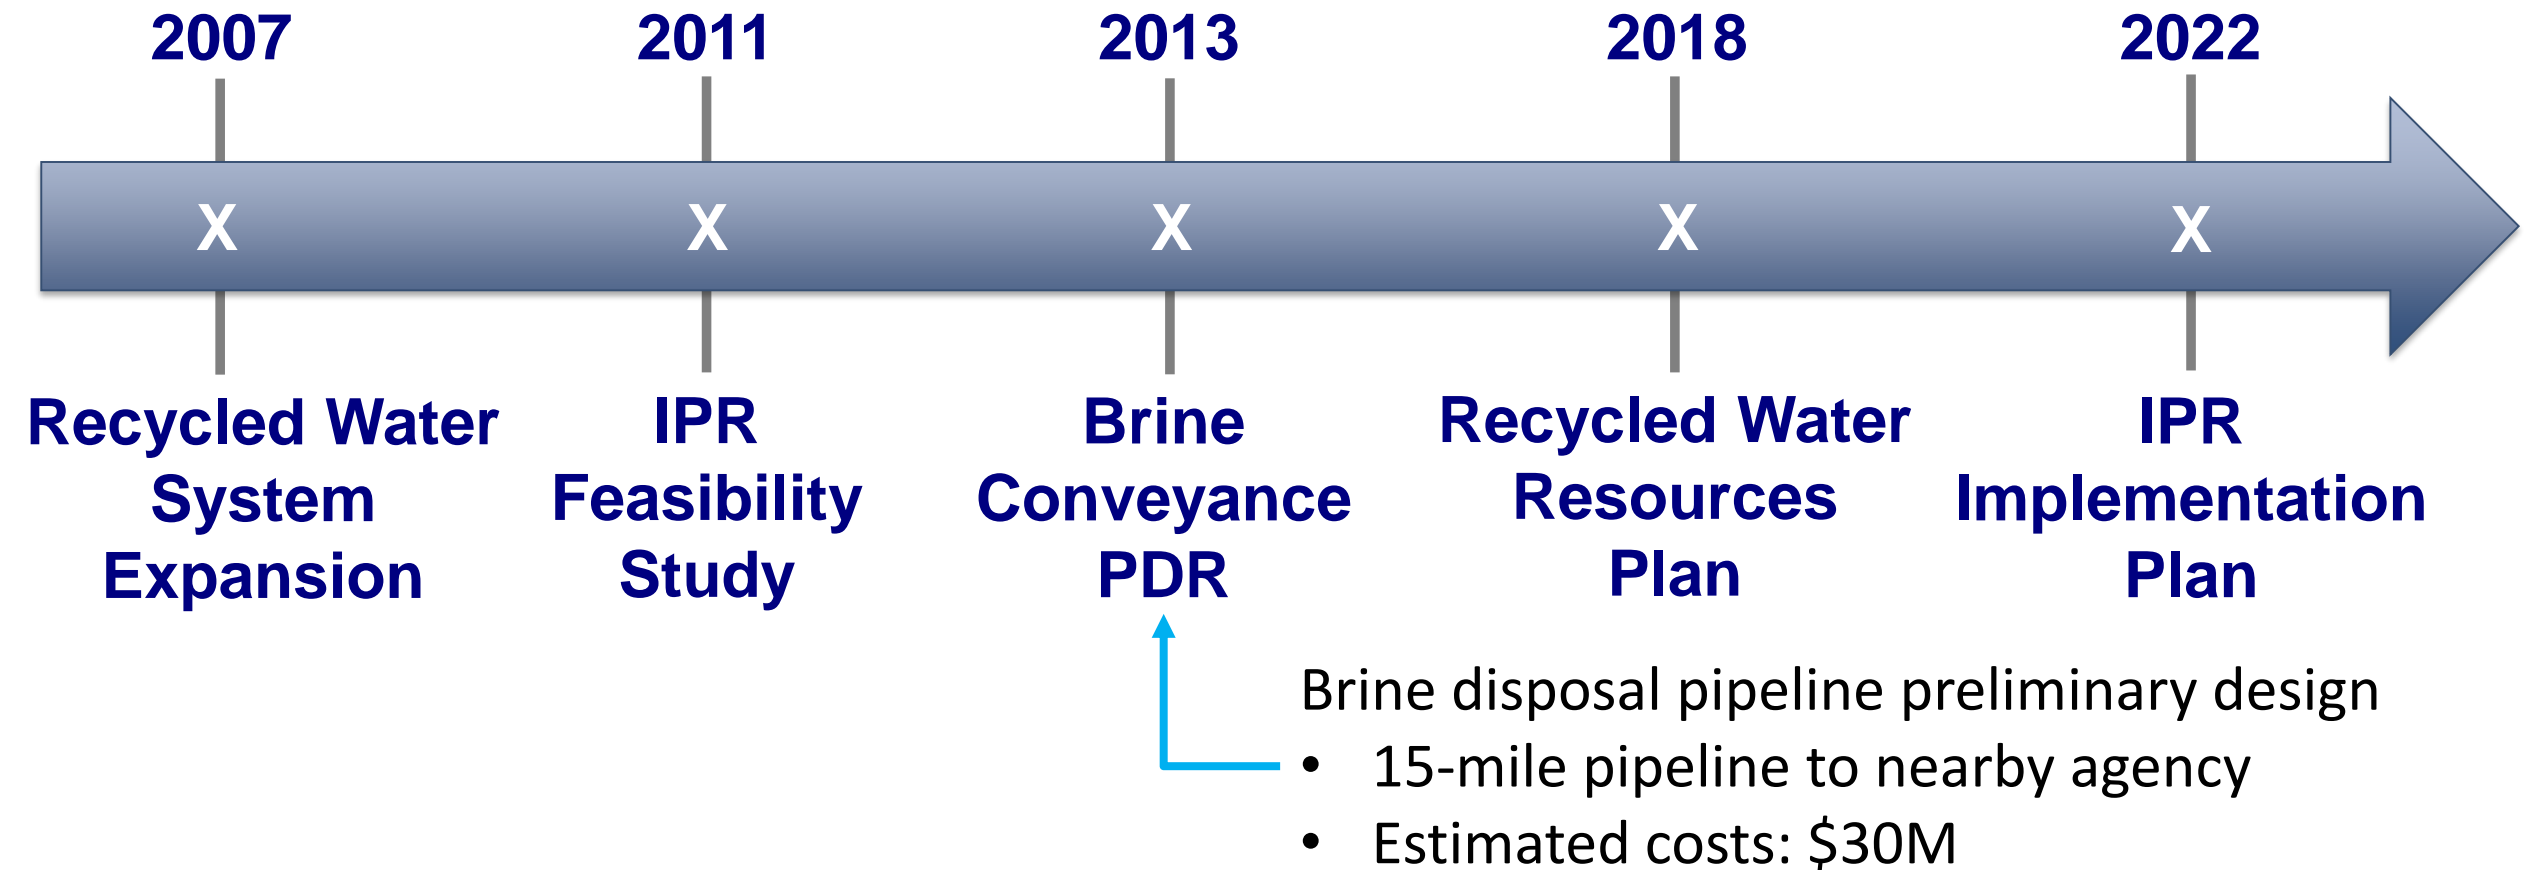 2007 2011 2013 2018 2022
X X X X X
Recycled Water
System
Expansion
IPR
Feasibility
Study
Brine
Conveyance
PDR
Recycled Water
Resources
Plan
IPR
Implementation
Plan
Brine disposal pipeline preliminary design
• 15-mile pipeline to nearby agency
• Estimated costs: $30M